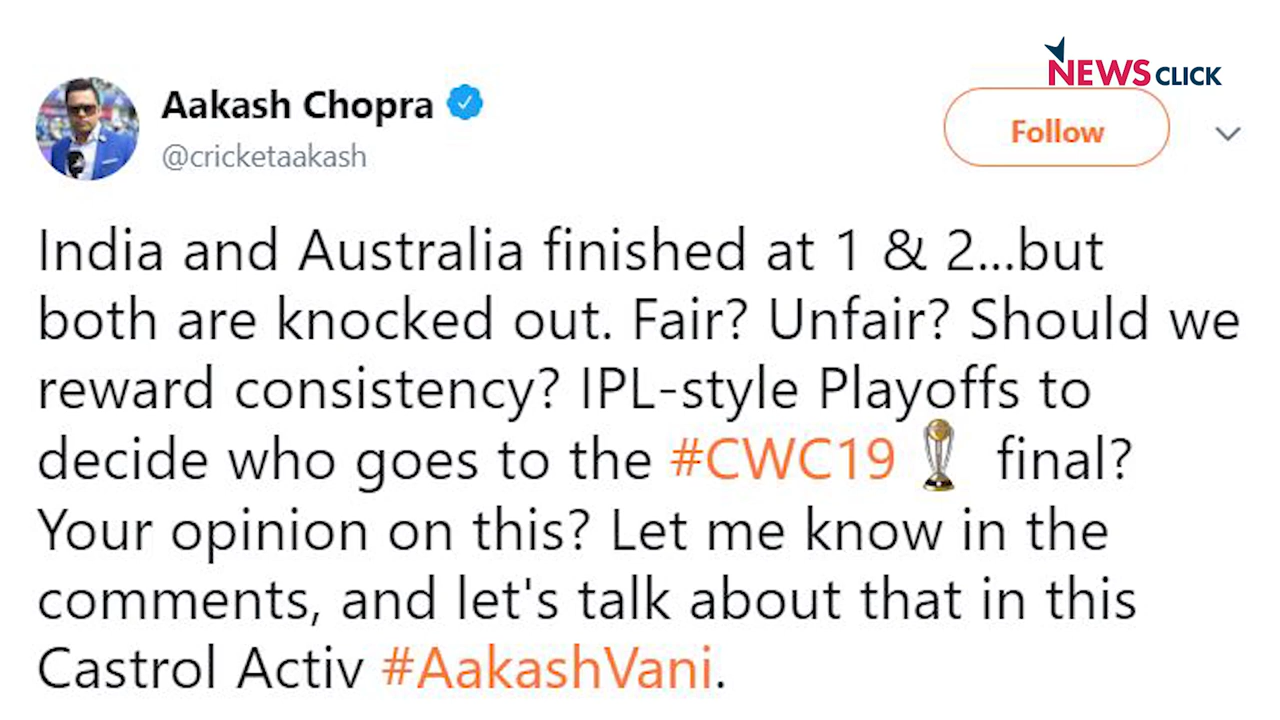 NEWS CLICK
Aakash Chopra
@cricketaakash
Follow
India and Australia finished at 1 & 2...but
both are knocked out. Fair? Unfair? Should we
reward consistency? IPL-style Playoffs to
decide who goes to the #CWC19 final?
Your opinion on this? Let me know in the
comments, and let's talk about that in this
Castrol Activ #AakashVani.